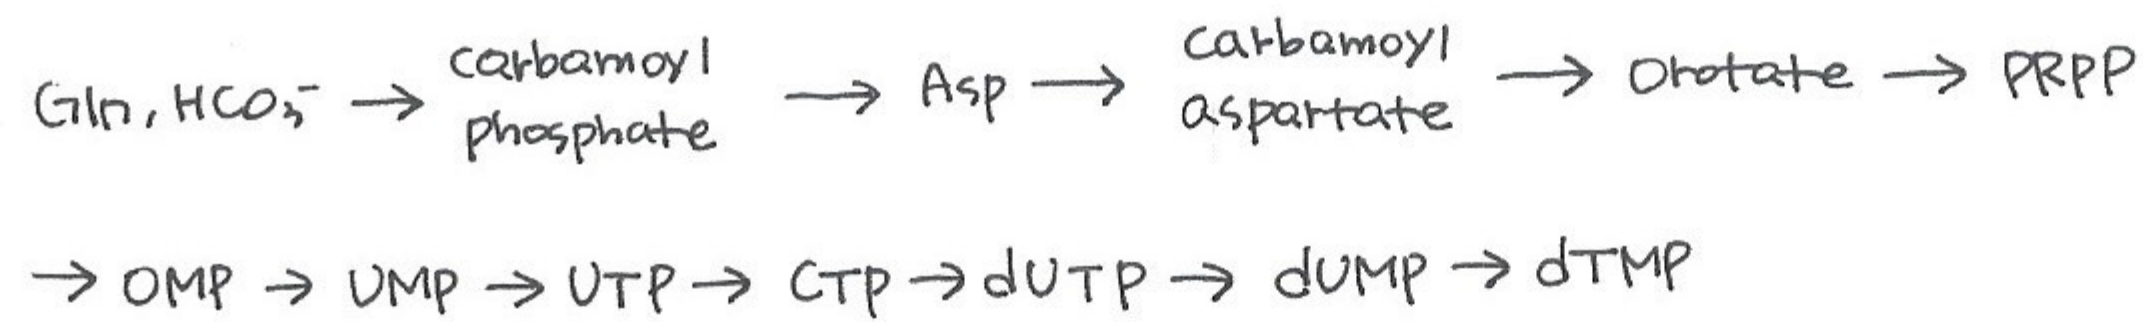 Gln, HCO₃⁻ → carbamoyl phosphate → Asp → carbamoyl aspartate → Orotate → PRPP
→ OMP → UMP → UTP → CTP → dUTP → dUMP → dTMP